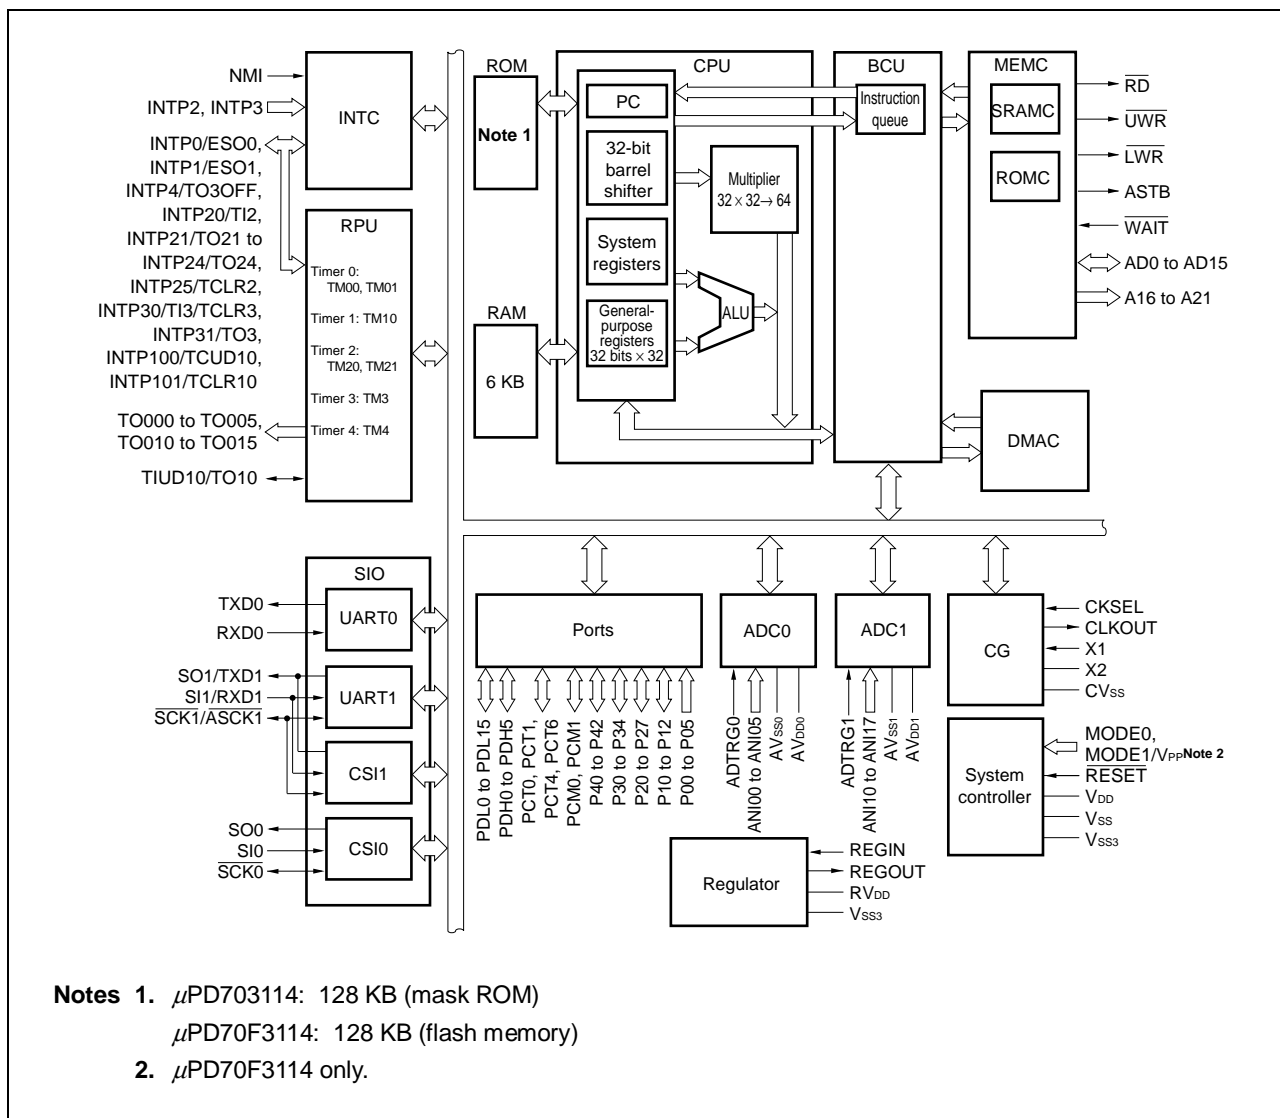 NMI
INTP2, INTP3
INTP0/ESO0,
INTP1/ESO1,
INTP4/TO3OFF,
INTP20/TI2,
INTP21/TO21 to
INTP24/TO24,
INTP25/TCLR2,
INTP30/TI3/TCLR3,
INTP31/TO3,
INTP100/TCUD10,
INTP101/TCLR10
TO000 to TO005,
TO010 to TO015
TIUD10/TO10
INTC
RPU
Timer 0:
TM00, TM01
Timer 1: TM10
Timer 2:
TM20, TM21
Timer 3: TM3
Timer 4: TM4
ROM
Note 1
RAM
6 KB
CPU
PC
32-bit
barrel
shifter
System
registers
General-
purpose
registers
32 bits × 32
Multiplier
32 × 32→ 64
ALU
BCU
Instruction
queue
MEMC
SRAMC
ROMC
RD
UWR
LWR
ASTB
WAIT
AD0 to AD15
A16 to A21
DMAC
SIO
UART0
UART1
CSI1
CSI0
TXD0
RXD0
SO1/TXD1
SI1/RXD1
SCK1/ASCK1
SO0
SI0
SCK0
Ports
PDL0 to PDL15
PDH0 to PDH5
PCT0, PCT1,
PCT4, PCT6
PCM0, PCM1
P40 to P42
P30 to P34
P20 to P27
P10 to P12
P00 to P05
ADC0
ADTRG0
ANI00 to ANI05
AVSS0
AVDD0
ADC1
ADTRG1
ANI10 to ANI17
AVSS1
AVDD1
CG
CKSEL
CLKOUT
X1
X2
CVSS
System
controller
MODE0,
MODE1/VPPNote 2
RESET
VDD
VSS
VSS3
Regulator
REGIN
REGOUT
RVDD
VSS3
Notes 1. μPD703114: 128 KB (mask ROM)
μPD70F3114: 128 KB (flash memory)
2. μPD70F3114 only.